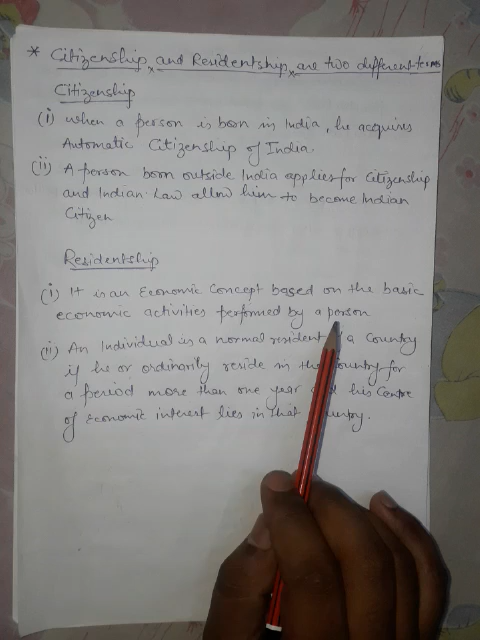 * Citizenship and Residentship are two different terms
Citizenship
(i) when a person is born in India, he acquires
Automatic Citizenship of India.
(ii) A person born outside India applies for Citizenship
and Indian Law allow him to become Indian
Citizen
Residentship
(i) It is an Economic Concept based on the basic
economic activities performed by a person
(ii) An Individual is a normal resident a Country
if he or ordinarily reside in the country for
a period more than one year his Centre
of economic interest lies in that